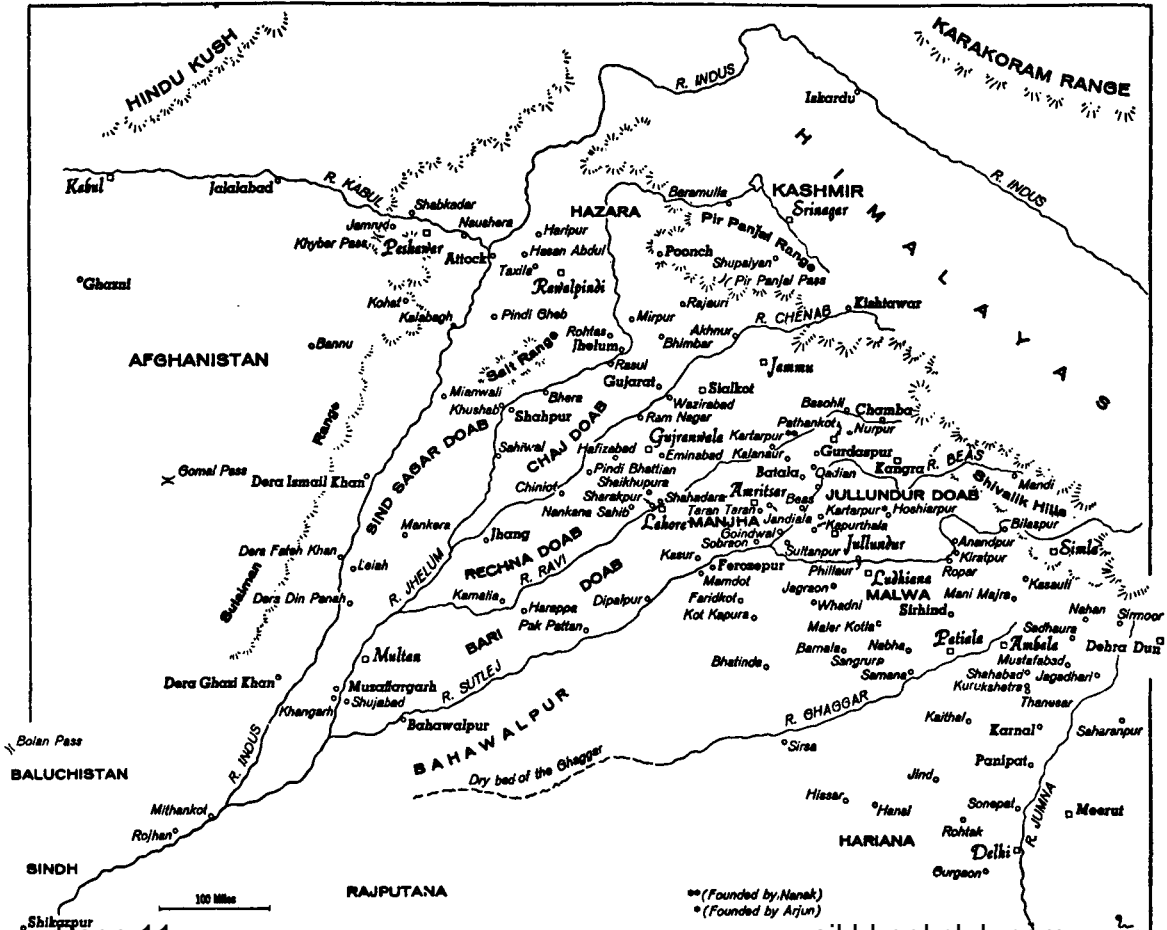 HINDU KUSH
KARAKORAM RANGE
R. INDUS
Iskardu
HIMALAYAS
R. INDUS
Kabul
Jalalabad
R. KABUL
Shabkadar
Jamrud
Khyber Pass
Peshawer
Naushera
Attock
HAZARA
Haripur
Hasan Abdul
Taxila
Rawalpindi
Baramulla
KASHMIR
Srinagar
Pir Panjal Range
Poonch
Shupaiyan
Pir Panjal Pass
Ghazni
Kohat
Kalabagh
Pindi Gheb
Rajauri
Mirpur
Rohtas
Jhelum
Bhimbar
Akhnur
R. CHENAB
Kishtawar
AFGHANISTAN
Bannu
Salt Range
Rasul
Gujarat
Jammu
Sialkot
Mianwali
Khushab
Shahpur
Bhera
Wazirabad
Ram Nagar
Basohli
Chamba
Pathankot
Nurpur
Sulaiman Range
SIND SAGAR DOAB
Sahiwal
CHAJ DOAB
Hafizabad
Gujranwala
Eminabad
Kartarpur **
Kalanaur
Gurdaspur
Kangra
R. BEAS
Mandi
Gomal Pass
Dera Ismail Khan
Pindi Bhattian
Chiniot
Shaikhupura
Sharakpur
Nankana Sahib
Shahadara
Lahore
Amritsar
Batala
Qadian
Beas
Taran Taran
MANJHA
Jandiala
JULLUNDUR DOAB
Kartarpur*
Hoshiarpur
Kapurthala
Shivalik Hills
Bilaspur
Mankera
Jhang
RECHNA DOAB
R. RAVI
Goindwal
Sobraon
Sultanpur
Jullundur
Anandpur
Kiratpur
Simla
Dera Fateh Khan
Leiah
R. JHELUM
Kasur
Ferozepur
Mamdot
Phillaur
Ludhiana
Ropar
Kasauli
Dera Din Panah
Kamalia
Harappa
BARI DOAB
Dipalpur
Pak Pattan
Faridkot
Kot Kapura
Jagraon
Whadni
MALWA
Sirhind
Mani Majra
Nahan
Sirmoor
Maler Kotla
Sadhaura
Multan
R. SUTLEJ
Bhatinda
Barnala
Sangrur
Nabha
Samana
Patiala
Ambala
Dehra Dun
Mustafabad
Shahabad
Jagadhari
Kurukshetra
Thanesar
Dera Ghazi Khan
Muzaffargarh
Khangarh
Shujabad
Bahawalpur
BAHAWALPUR
R. GHAGGAR
Dry bed of the Ghaggar
Sirsa
Kaithal
Karnal
Saharanpur
Bolan Pass
BALUCHISTAN
R. INDUS
Panipat
Jind
Mithankot
Rojhan
Hissar
Hansi
Sonepat
Rohtak
R. JUMNA
Meerut
HARIANA
Delhi
Gurgaon
SINDH
RAJPUTANA
100 Miles
** (Founded by Nanak)
* (Founded by Arjun)
Shikarpur